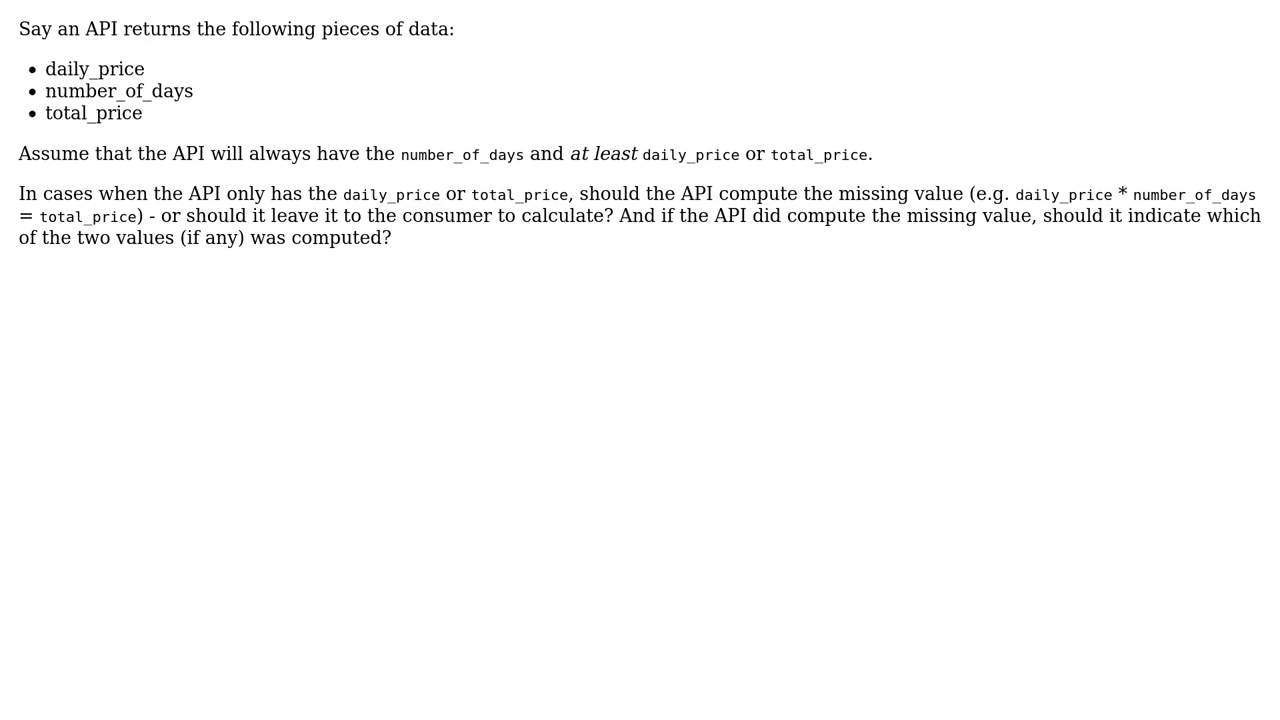 Say an API returns the following pieces of data:
• daily_price
• number_of_days
• total_price
Assume that the API will always have the number_of_days and at least daily_price or total_price.
In cases when the API only has the daily_price or total_price, should the API compute the missing value (e.g. daily_price * number_of_days
= total_price) - or should it leave it to the consumer to calculate? And if the API did compute the missing value, should it indicate which
of the two values (if any) was computed?